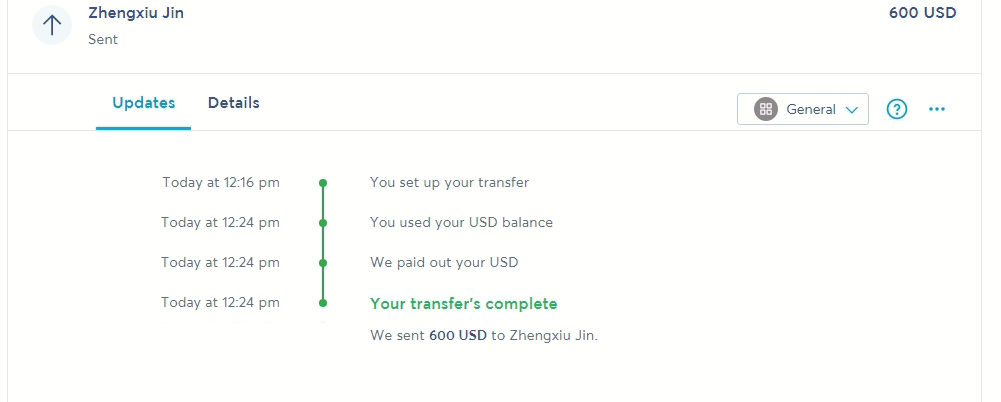 Zhengxiu Jin 600 USD
Sent
Updates Details General ?
Today at 12:16 pm You set up your transfer
Today at 12:24 pm You used your USD balance
Today at 12:24 pm We paid out your USD
Today at 12:24 pm Your transfer's complete
We sent 600 USD to Zhengxiu Jin.